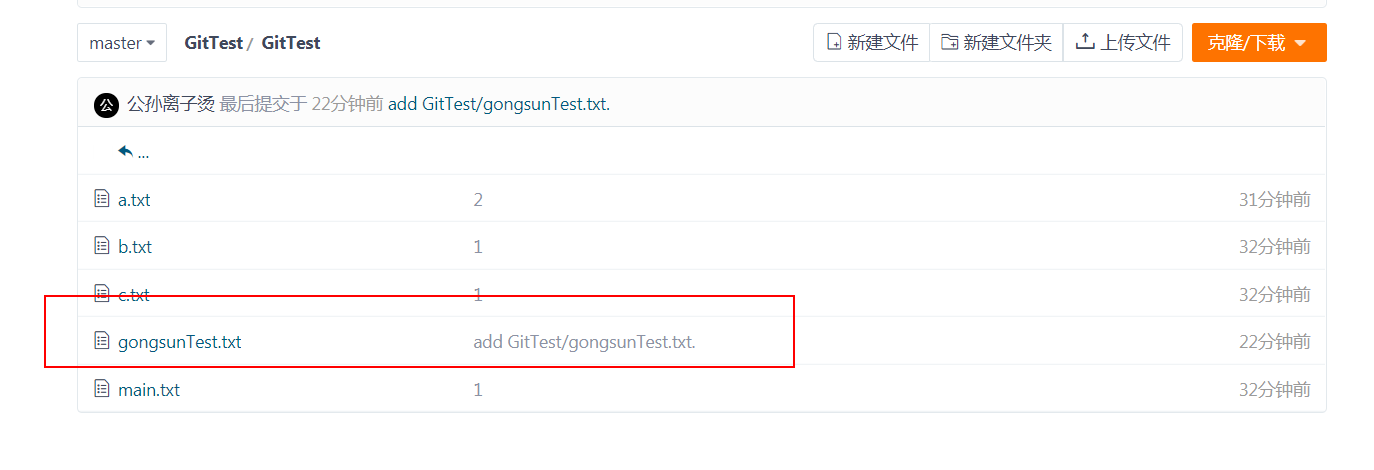 master GitTest / GitTest 新建文件 新建文件夹 上传文件 克隆/下载
公 公孙离子烫 最后提交于 22分钟前 add GitTest/gongsunTest.txt.
...
a.txt 2 31分钟前
b.txt 1 32分钟前
c.txt 1 32分钟前
gongsunTest.txt add GitTest/gongsunTest.txt. 22分钟前
main.txt 1 32分钟前